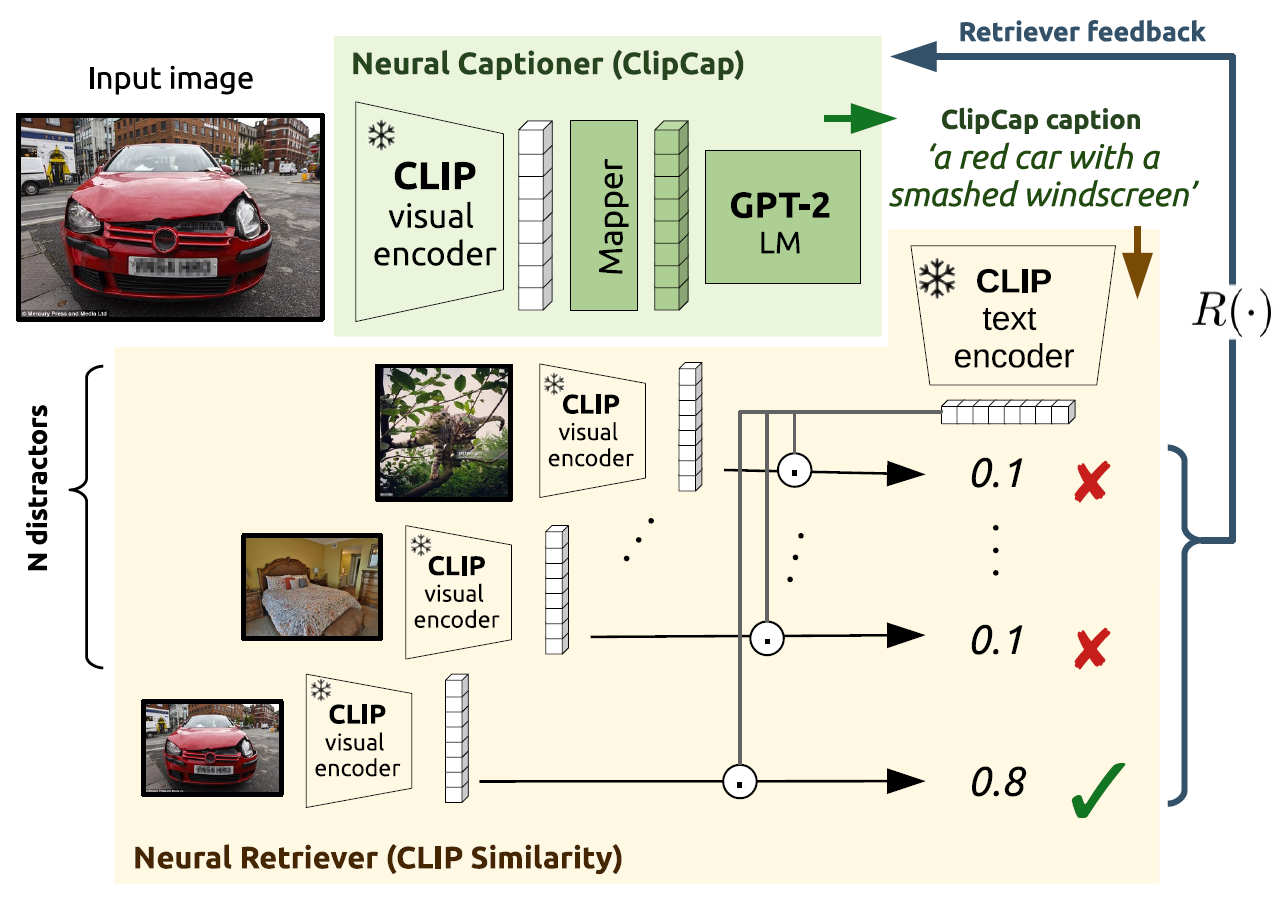 Retriever feedback
Neural Captioner (ClipCap)
Input image
CLIP
visual
encoder
Mapper
GPT-2
LM
ClipCap caption
‘a red car with a
smashed windscreen’
© Mercury Press and Media Ltd
CLIP
text
encoder
R(·)
N distractors
CLIP
visual
encoder
0.1
CLIP
visual
encoder
0.1
CLIP
visual
encoder
0.8
Neural Retriever (CLIP Similarity)